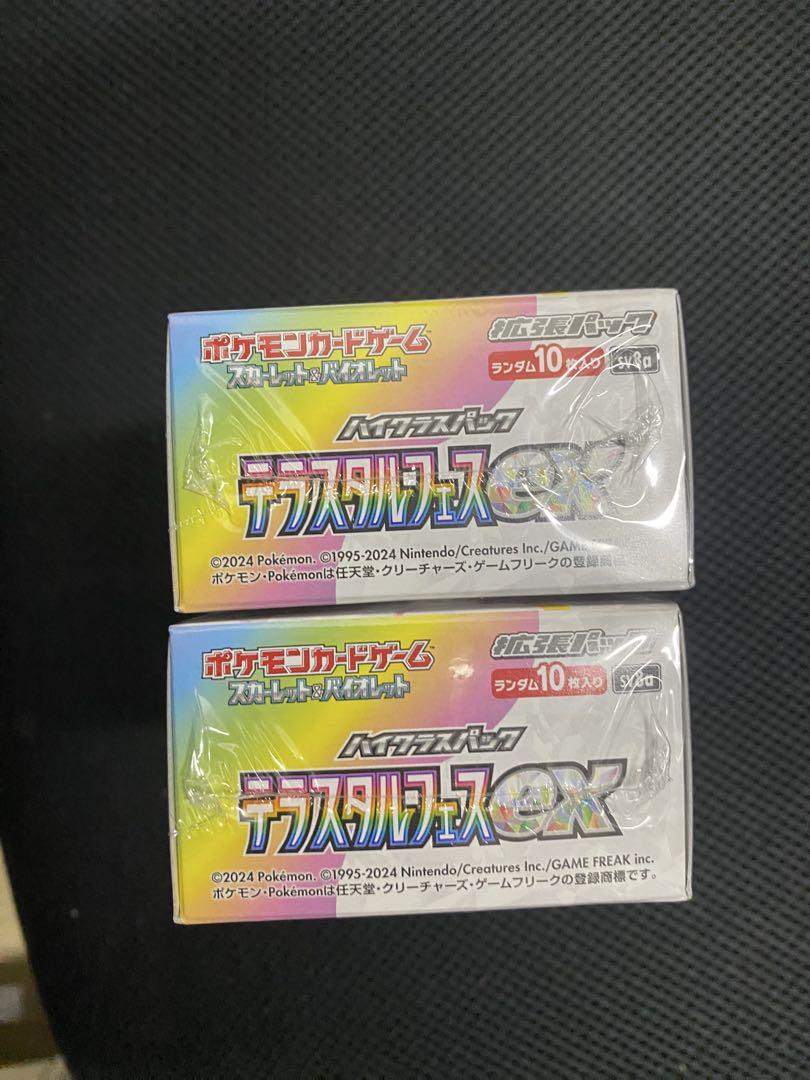 ポケモンカードゲーム™
スカーレット&バイオレット
拡張パック
ランダム10枚入り sv8a
ハイクラスパック
テラスタルフェスex
©2024 Pokémon. ©1995-2024 Nintendo/Creatures Inc./GAME
ポケモン・Pokémonは任天堂・クリーチャーズ・ゲームフリークの登録商標
ポケモンカードゲーム™
スカーレット&バイオレット
拡張パック
ランダム10枚入り sv8a
ハイクラスパック
テラスタルフェスex
©2024 Pokémon. ©1995-2024 Nintendo/Creatures Inc./GAME FREAK inc.
ポケモン・Pokémonは任天堂・クリーチャーズ・ゲームフリークの登録商標です。